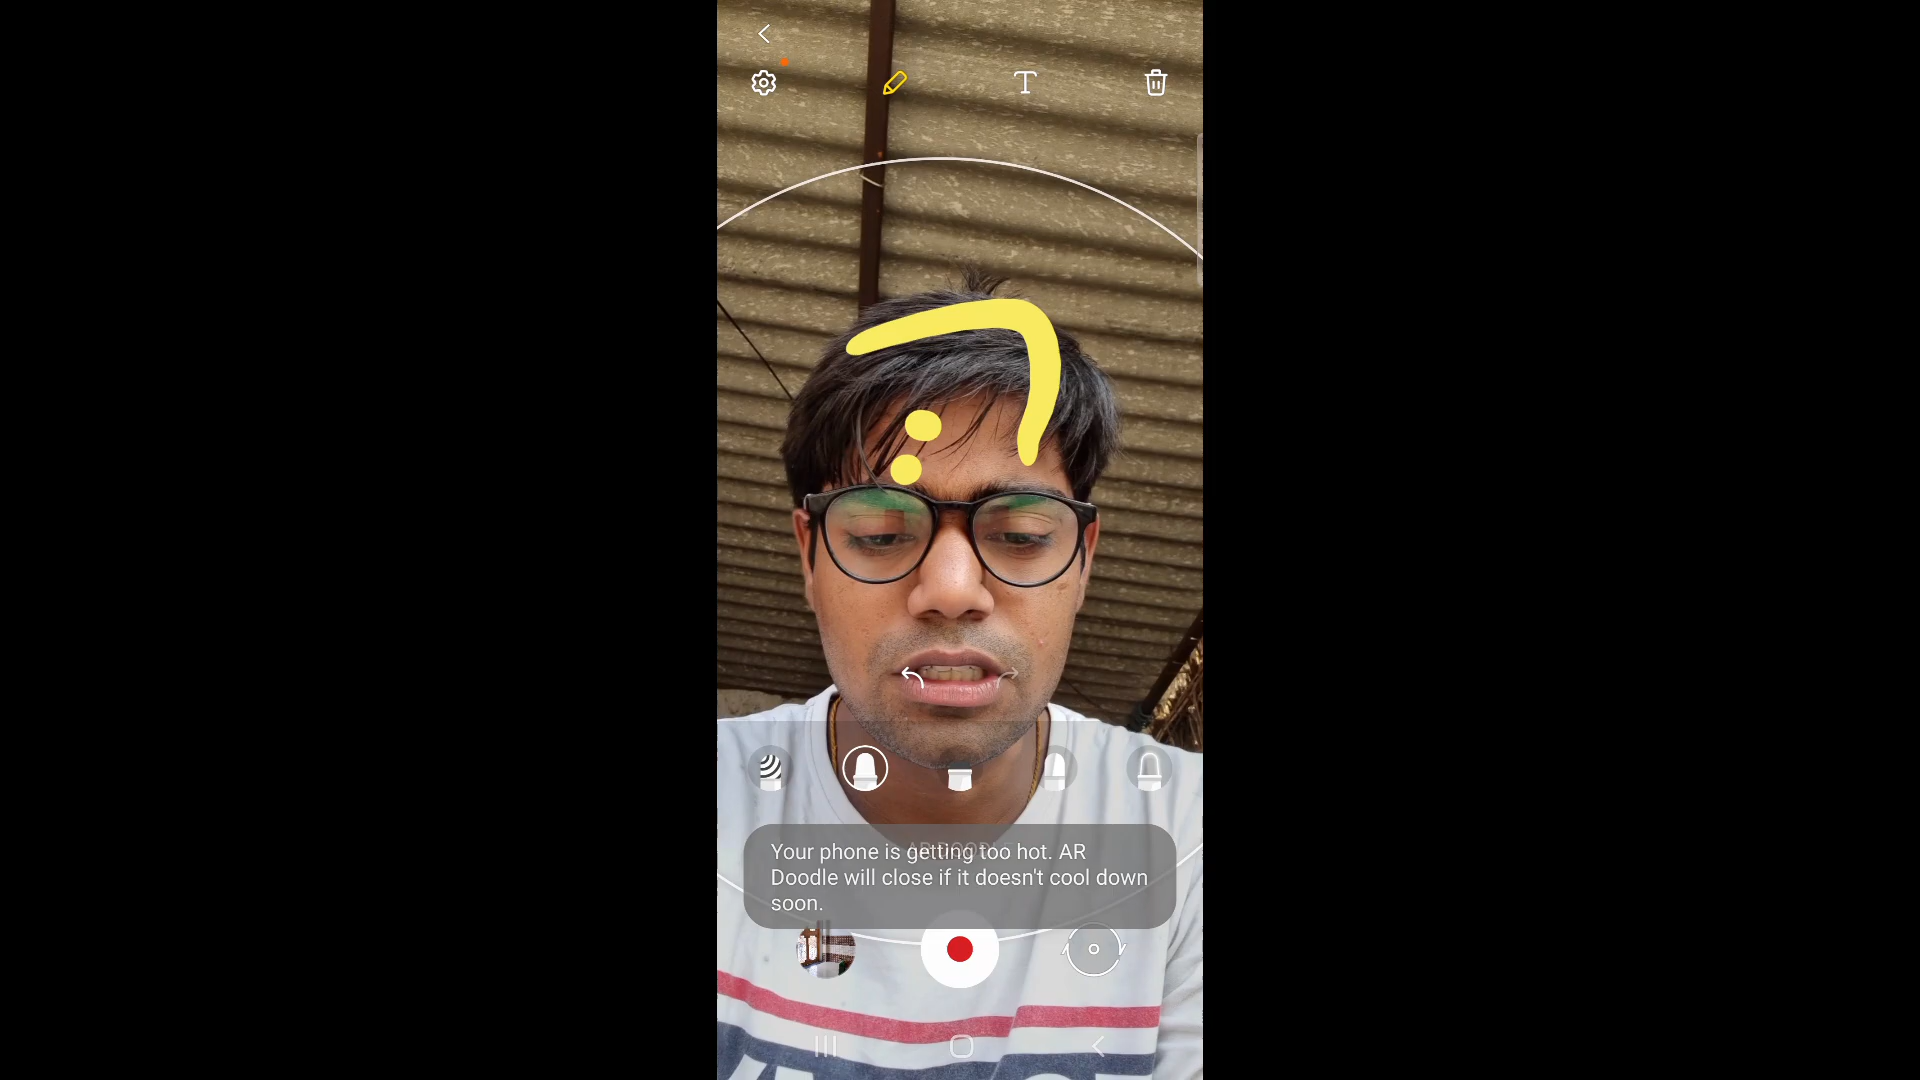 Your phone is getting too hot. AR
Doodle will close if it doesn't cool down
soon.